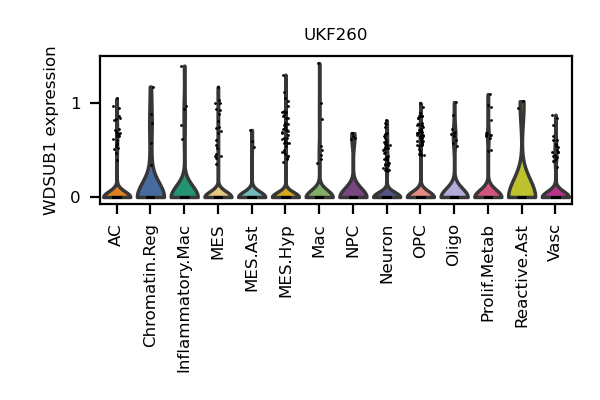 UKF260
WDSUB1 expression
1
0
AC
Chromatin.Reg
Inflammatory.Mac
MES
MES.Ast
MES.Hyp
Mac
NPC
Neuron
OPC
Oligo
Prolif.Metab
Reactive.Ast
Vasc